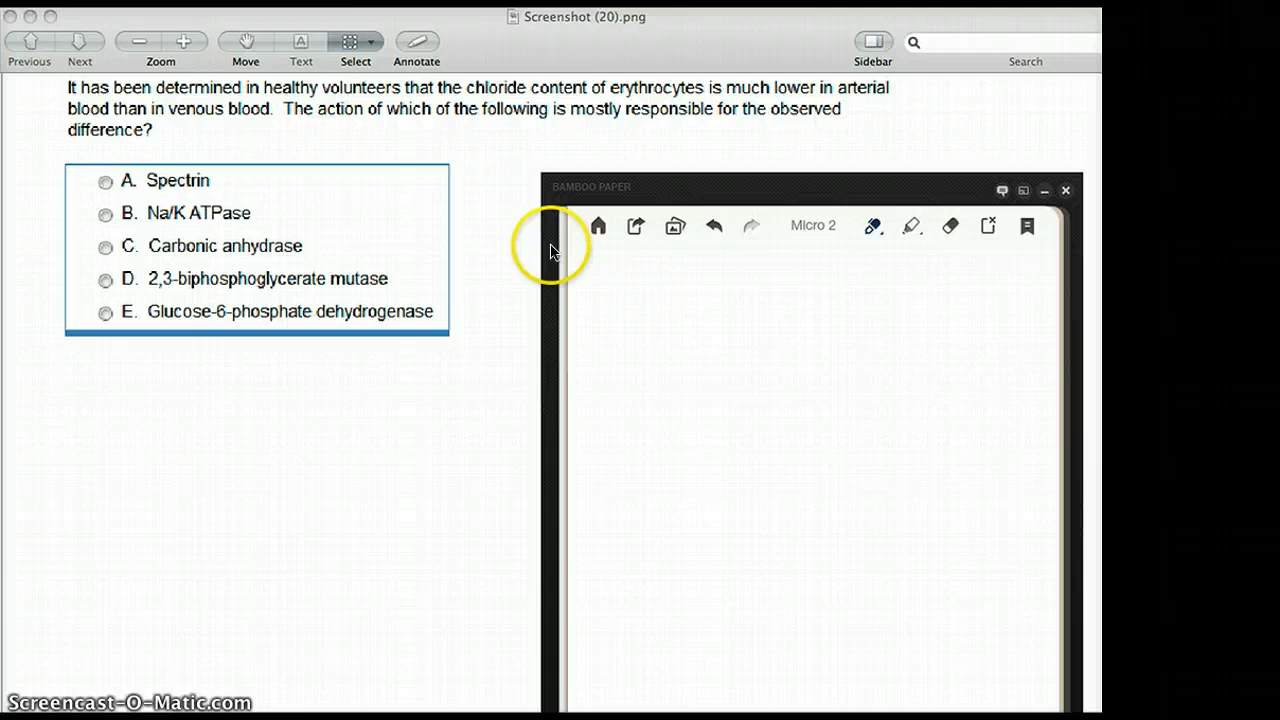 Screenshot (20).png
Previous Next Zoom Move Text Select Annotate Sidebar Search
It has been determined in healthy volunteers that the chloride content of erythrocytes is much lower in arterial
blood than in venous blood. The action of which of the following is mostly responsible for the observed
difference?
A. Spectrin
B. Na/K ATPase
C. Carbonic anhydrase
D. 2,3-biphosphoglycerate mutase
E. Glucose-6-phosphate dehydrogenase
BAMBOO PAPER
Micro 2
Screencast-O-Matic.com